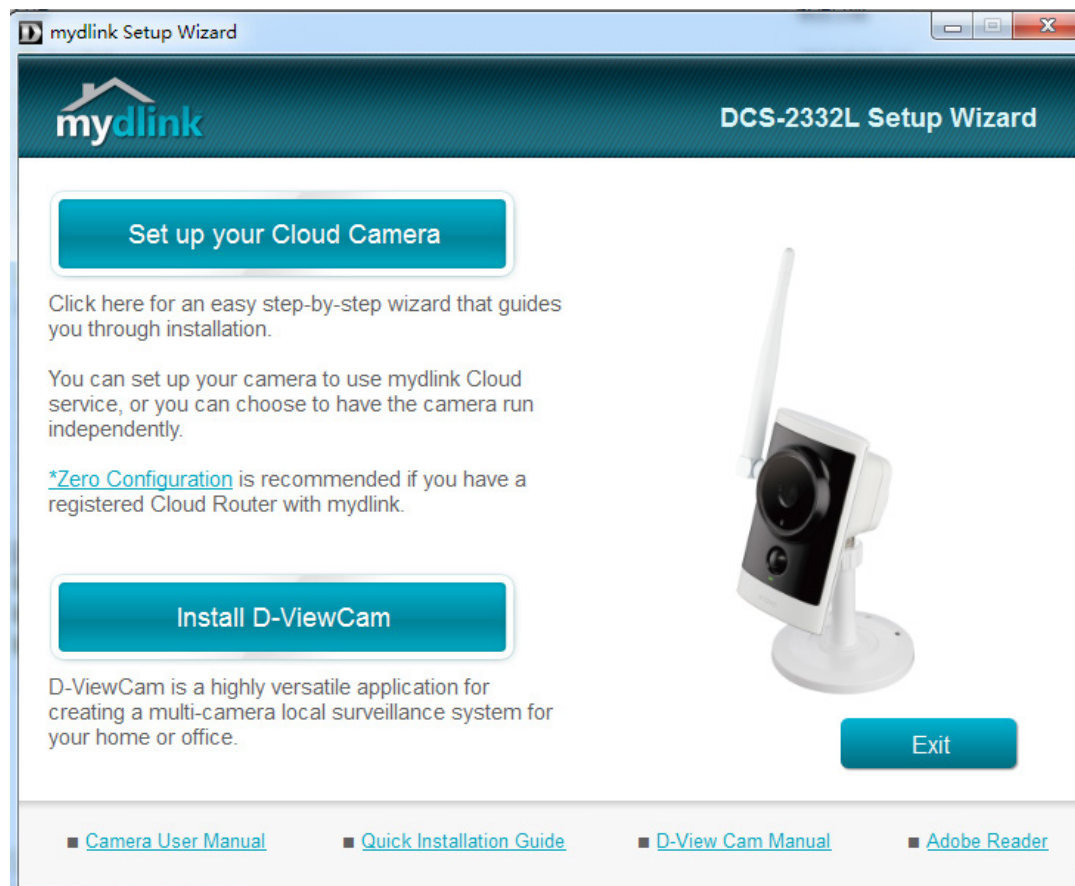 mydlink Setup Wizard
mydlink
DCS-2332L Setup Wizard
Set up your Cloud Camera
Click here for an easy step-by-step wizard that guides
you through installation.
You can set up your camera to use mydlink Cloud
service, or you can choose to have the camera run
independently.
*Zero Configuration is recommended if you have a
registered Cloud Router with mydlink.
Install D-ViewCam
D-ViewCam is a highly versatile application for
creating a multi-camera local surveillance system for
your home or office.
Exit
Camera User Manual
Quick Installation Guide
D-View Cam Manual
Adobe Reader